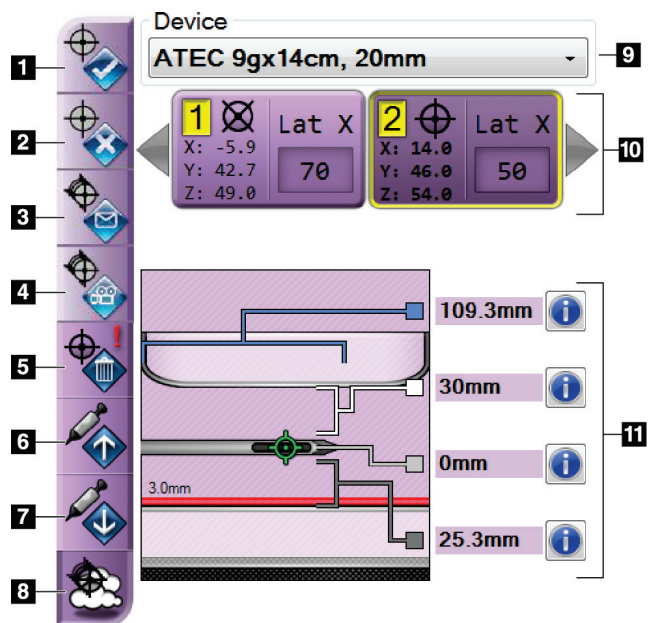 Device
1
ATEC 9gx14cm, 20mm
9
2
1
Lat X
X: -5.9
Y: 42.7
Z: 49.0
70
2
Lat X
X: 14.0
Y: 46.0
Z: 54.0
50
10
3
4
109.3mm
5
!
30mm
6
11
0mm
3.0mm
7
25.3mm
8